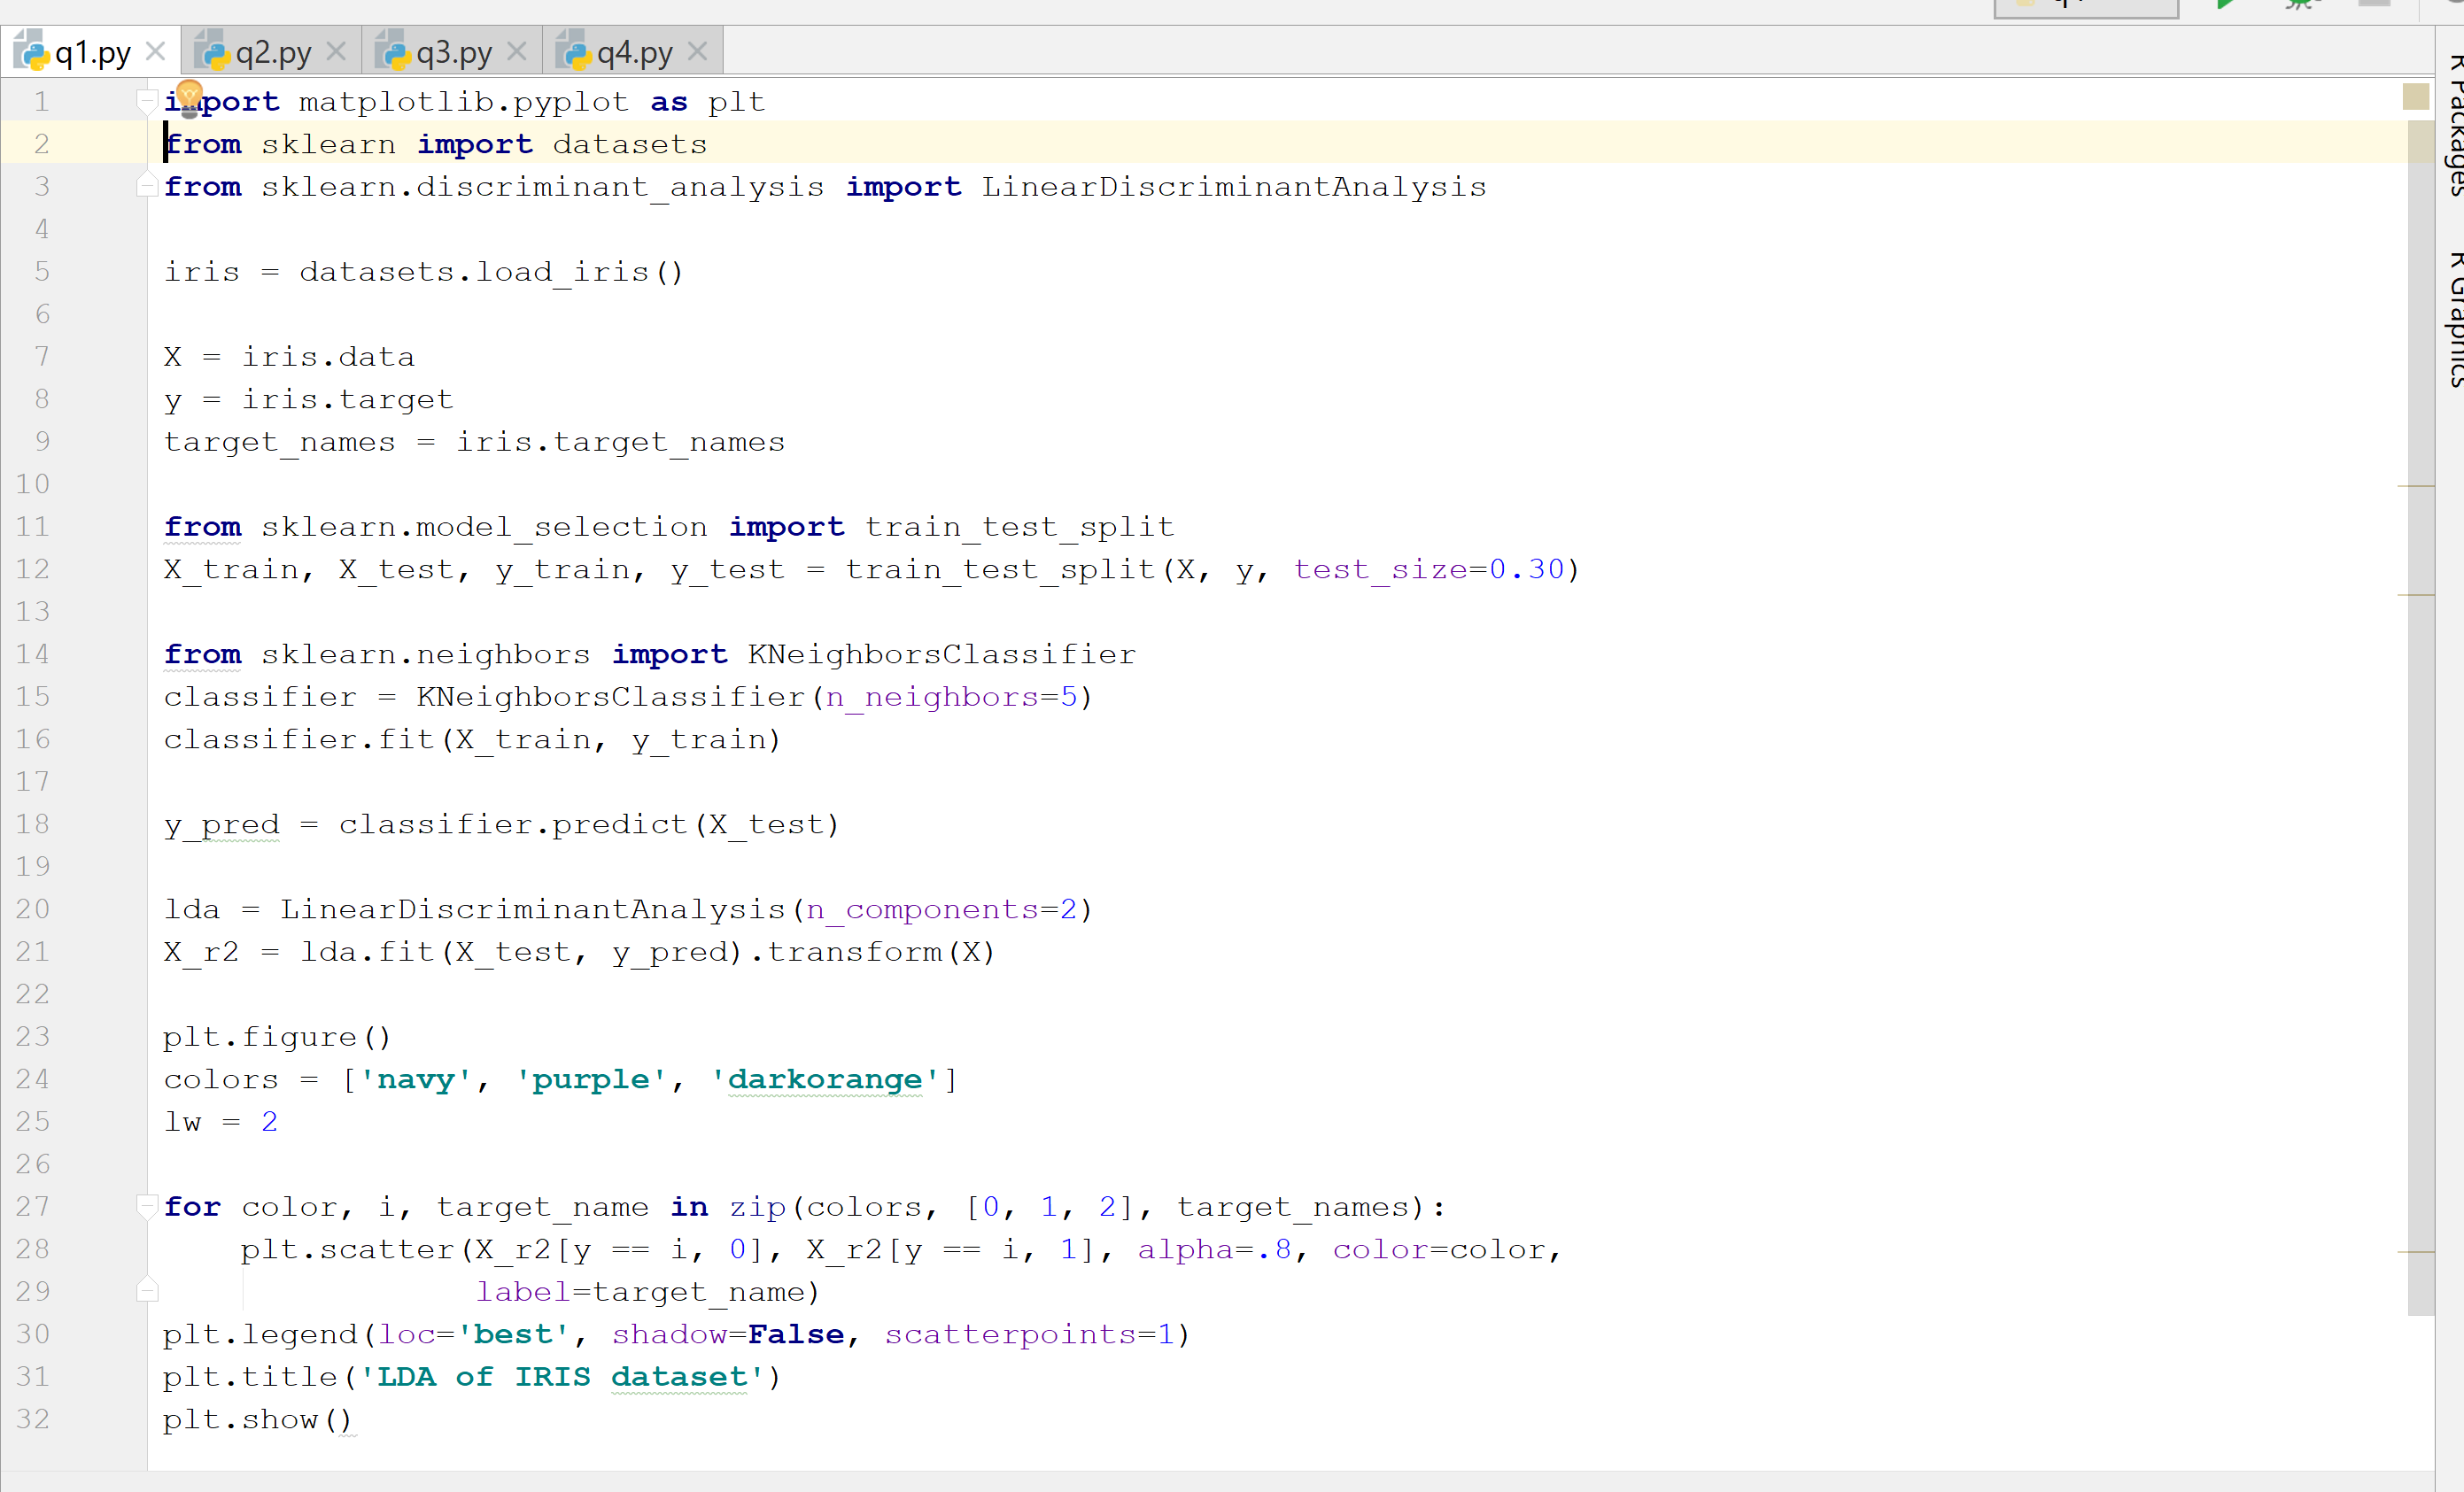 q1.py q2.py q3.py q4.py
1 import matplotlib.pyplot as plt
2 from sklearn import datasets
3 from sklearn.discriminant_analysis import LinearDiscriminantAnalysis
4
5 iris = datasets.load_iris()
6
7 X = iris.data
8 y = iris.target
9 target_names = iris.target_names
10
11 from sklearn.model_selection import train_test_split
12 X_train, X_test, y_train, y_test = train_test_split(X, y, test_size=0.30)
13
14 from sklearn.neighbors import KNeighborsClassifier
15 classifier = KNeighborsClassifier(n_neighbors=5)
16 classifier.fit(X_train, y_train)
17
18 y_pred = classifier.predict(X_test)
19
20 lda = LinearDiscriminantAnalysis(n_components=2)
21 X_r2 = lda.fit(X_test, y_pred).transform(X)
22
23 plt.figure()
24 colors = ['navy', 'purple', 'darkorange']
25 lw = 2
26
27 for color, i, target_name in zip(colors, [0, 1, 2], target_names):
28     plt.scatter(X_r2[y == i, 0], X_r2[y == i, 1], alpha=.8, color=color,
29                 label=target_name)
30 plt.legend(loc='best', shadow=False, scatterpoints=1)
31 plt.title('LDA of IRIS dataset')
32 plt.show()
R Packages
R Graphics